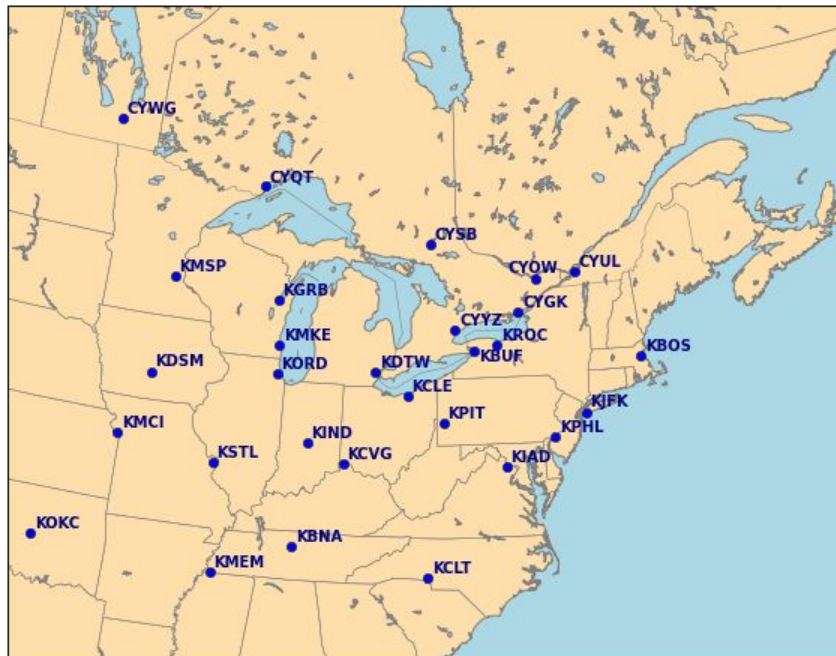 CYWG
CYQT
CYSB
KMSP
CYOW
CYUL
KGRB
CYGK
CYYZ
KMKE
KROC
KBUF
KBOS
KDSM
KORD
KDTW
KCLE
KMCI
KPIT
KJFK
KPHL
KIND
KSTL
KCVG
KIAD
KOKC
KBNA
KMEM
KCLT